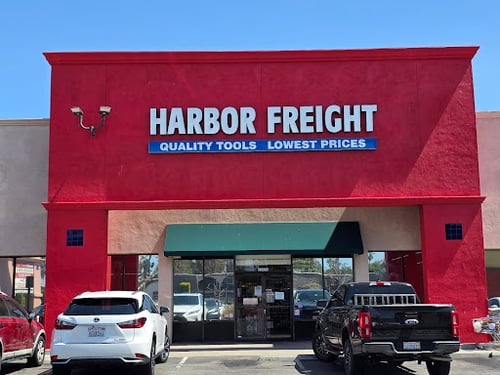 HARBOR FREIGHT
QUALITY TOOLS LOWEST PRICES